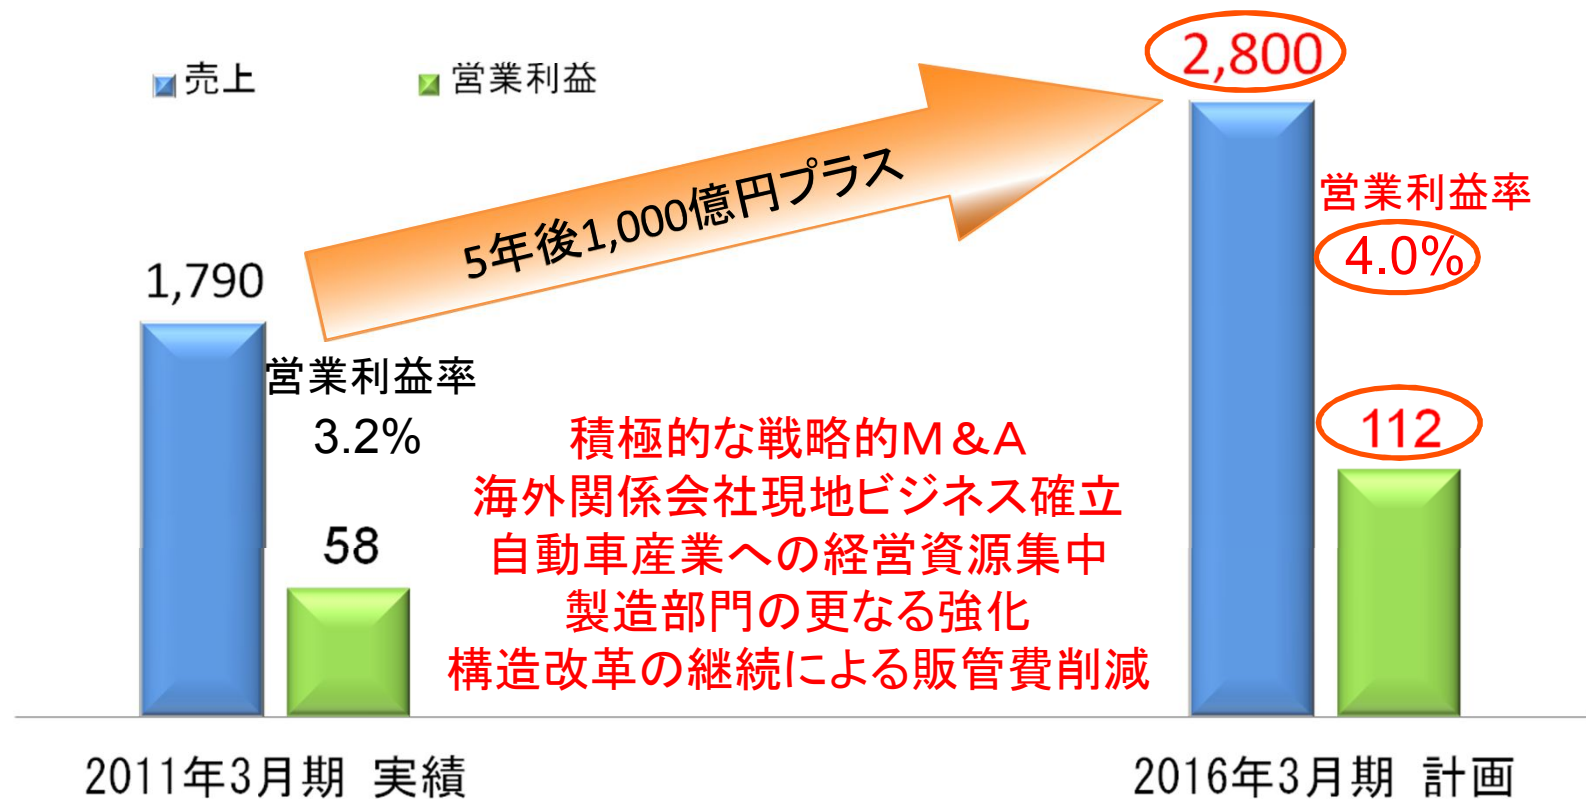 売上
営業利益
2,800
5年後1,000億円プラス
営業利益率
4.0%
1,790
営業利益率
3.2%
112
58
積極的な戦略的M&A
海外関係会社現地ビジネス確立
自動車産業への経営資源集中
製造部門の更なる強化
構造改革の継続による販管費削減
2011年3月期 実績
2016年3月期 計画